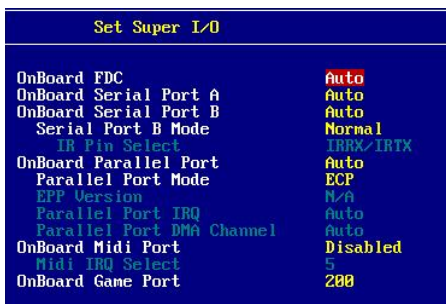 Set Super I/O
OnBoard FDC Auto
OnBoard Serial Port A Auto
OnBoard Serial Port B Auto
Serial Port B Mode Normal
IR Pin Select IRRX/IRTX
OnBoard Parallel Port Auto
Parallel Port Mode ECP
EPP Version N/A
Parallel Port IRQ Auto
Parallel Port DMA Channel Auto
OnBoard Midi Port Disabled
Midi IRQ Select 5
OnBoard Game Port 200